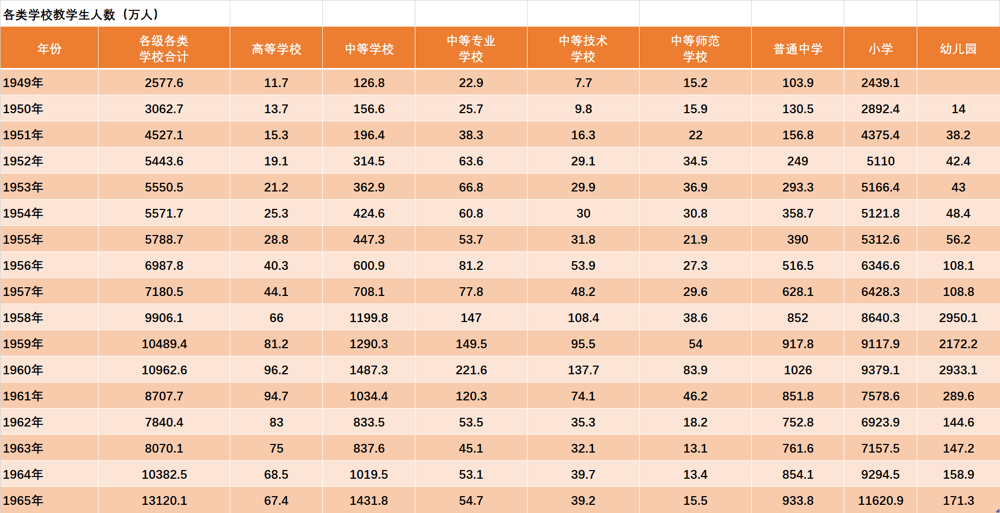 各类学校教学生人数（万人）
年份 各级各类学校合计 高等学校 中等学校 中等专业学校 中等技术学校 中等师范学校 普通中学 小学 幼儿园
1949年 2577.6 11.7 126.8 22.9 7.7 15.2 103.9 2439.1
1950年 3062.7 13.7 156.6 25.7 9.8 15.9 130.5 2892.4 14
1951年 4527.1 15.3 196.4 38.3 16.3 22 156.8 4375.4 38.2
1952年 5443.6 19.1 314.5 63.6 29.1 34.5 249 5110 42.4
1953年 5550.5 21.2 362.9 66.8 29.9 36.9 293.3 5166.4 43
1954年 5571.7 25.3 424.6 60.8 30 30.8 358.7 5121.8 48.4
1955年 5788.7 28.8 447.3 53.7 31.8 21.9 390 5312.6 56.2
1956年 6987.8 40.3 600.9 81.2 53.9 27.3 516.5 6346.6 108.1
1957年 7180.5 44.1 708.1 77.8 48.2 29.6 628.1 6428.3 108.8
1958年 9906.1 66 1199.8 147 108.4 38.6 852 8640.3 2950.1
1959年 10489.4 81.2 1290.3 149.5 95.5 54 917.8 9117.9 2172.2
1960年 10962.6 96.2 1487.3 221.6 137.7 83.9 1026 9379.1 2933.1
1961年 8707.7 94.7 1034.4 120.3 74.1 46.2 851.8 7578.6 289.6
1962年 7840.4 83 833.5 53.5 35.3 18.2 752.8 6923.9 144.6
1963年 8070.1 75 837.6 45.1 32.1 13.1 761.6 7157.5 147.2
1964年 10382.5 68.5 1019.5 53.1 39.7 13.4 854.1 9294.5 158.9
1965年 13120.1 67.4 1431.8 54.7 39.2 15.5 933.8 11620.9 171.3